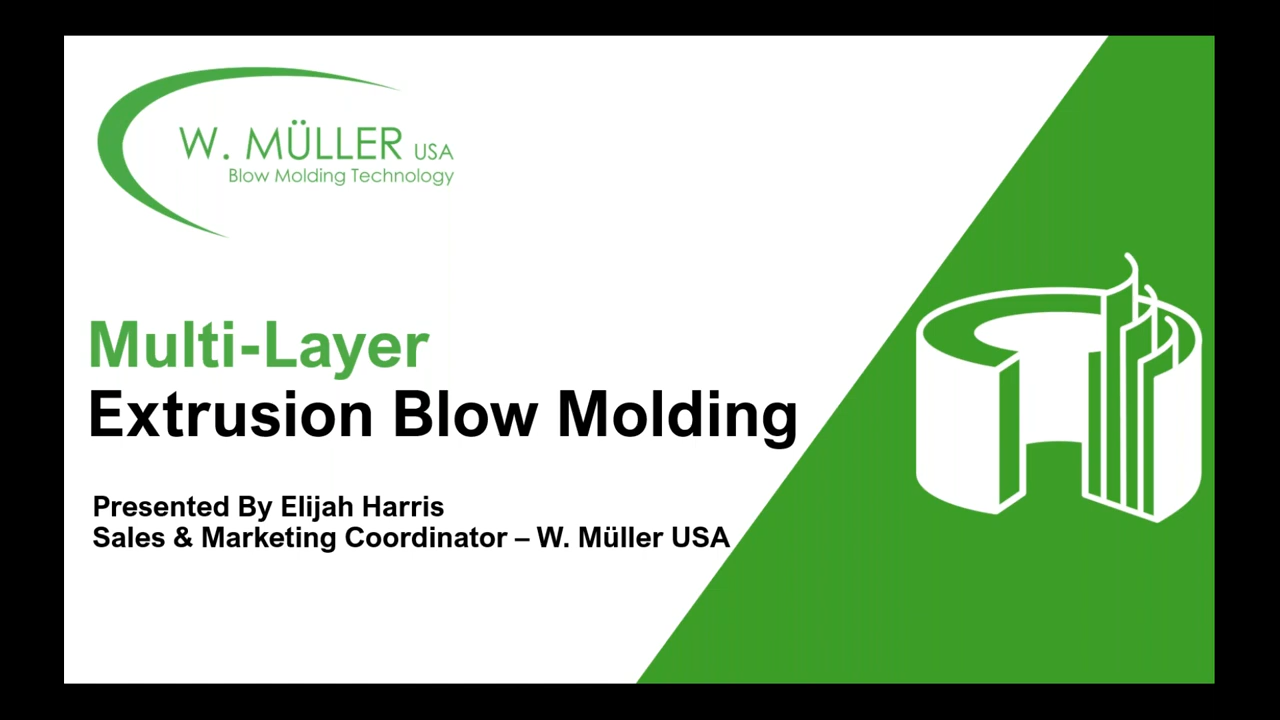 W. MÜLLER USA
Blow Molding Technology
Multi-Layer
Extrusion Blow Molding
Presented By Elijah Harris
Sales & Marketing Coordinator – W. Müller USA